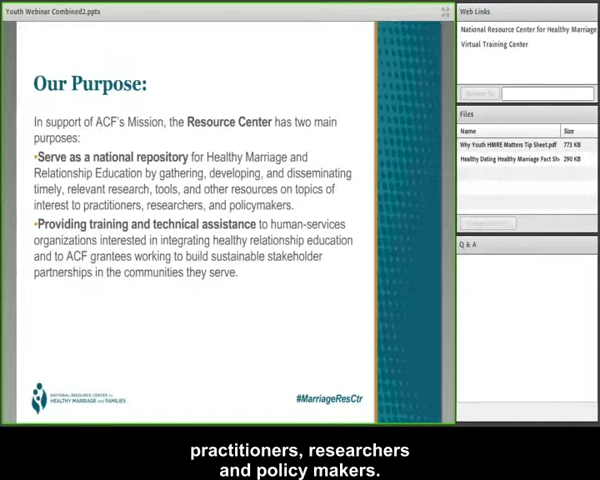 Youth Webinar Combined2.pptx
Our Purpose:
In support of ACF's Mission, the Resource Center has two main
purposes:
•Serve as a national repository for Healthy Marriage and
Relationship Education by gathering, developing, and disseminating
timely, relevant research, tools, and other resources on topics of
interest to practitioners, researchers, and policymakers.
•Providing training and technical assistance to human-services
organizations interested in integrating healthy relationship education
and to ACF grantees working to build sustainable stakeholder
partnerships in the communities they serve.
NATIONAL RESOURCE CENTER for
HEALTHY MARRIAGE AND FAMILIES
#MarriageResCtr
Web Links
National Resource Center for Healthy Marriage
Virtual Training Center
Browse To
Files
Name Size
Why Youth HMRE Matters Tip Sheet.pdf 773 KB
Healthy Dating Healthy Marriage Fact She 290 KB
Q & A
practitioners, researchers
and policy makers.